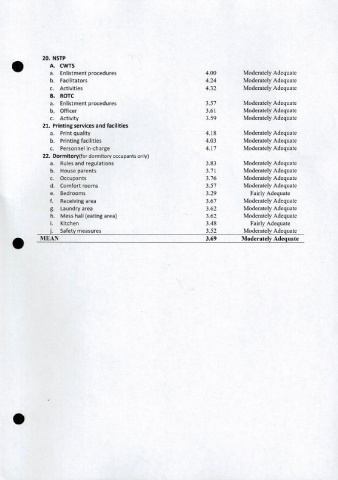 20. NSTP
A. CWTS
a. Enlistment procedures 4.00 Moderately Adequate
b. Facilitators 4.24 Moderately Adequate
c. Activities 4.32 Moderately Adequate
B. ROTC
a. Enlistment procedures 3.57 Moderately Adequate
b. Officer 3.61 Moderately Adequate
c. Activity 3.59 Moderately Adequate
21. Printing services and facilities
a. Print quality 4.18 Moderately Adequate
b. Printing facilities 4.03 Moderately Adequate
c. Personnel in-charge 4.17 Moderately Adequate
22. Dormitory(for dormitory occupants only)
a. Rules and regulations 3.83 Moderately Adequate
b. House parents 3.71 Moderately Adequate
c. Occupants 3.76 Moderately Adequate
d. Comfort rooms 3.57 Moderately Adequate
e. Bedrooms 3.29 Fairly Adequate
f. Receiving area 3.67 Moderately Adequate
g. Laundry area 3.62 Moderately Adequate
h. Mess hall (eating area) 3.62 Moderately Adequate
i. Kitchen 3.48 Fairly Adequate
j. Safety measures 3.52 Moderately Adequate
MEAN 3.69 Moderately Adequate